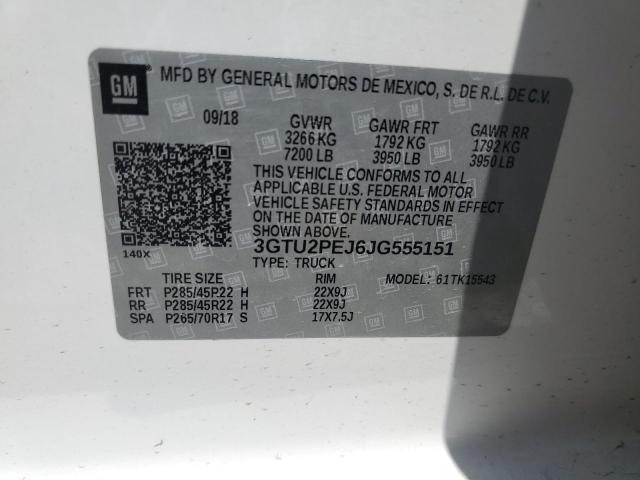 GM
MFD BY GENERAL MOTORS DE MEXICO, S. DE R.L. DE C.V.
09/18 GVWR GAWR FRT GAWR RR
3266 KG 1792 KG 1792 KG
7200 LB 3950 LB 3950 LB
THIS VEHICLE CONFORMS TO ALL
APPLICABLE U.S. FEDERAL MOTOR
VEHICLE SAFETY STANDARDS IN EFFECT
ON THE DATE OF MANUFACTURE
SHOWN ABOVE.
140X 3GTU2PEJ6JG555151
TYPE: TRUCK
TIRE SIZE RIM MODEL: 61TK15543
FRT P285/45R22 H 22X9J
RR P285/45R22 H 22X9J
SPA P265/70R17 S 17X7.5J